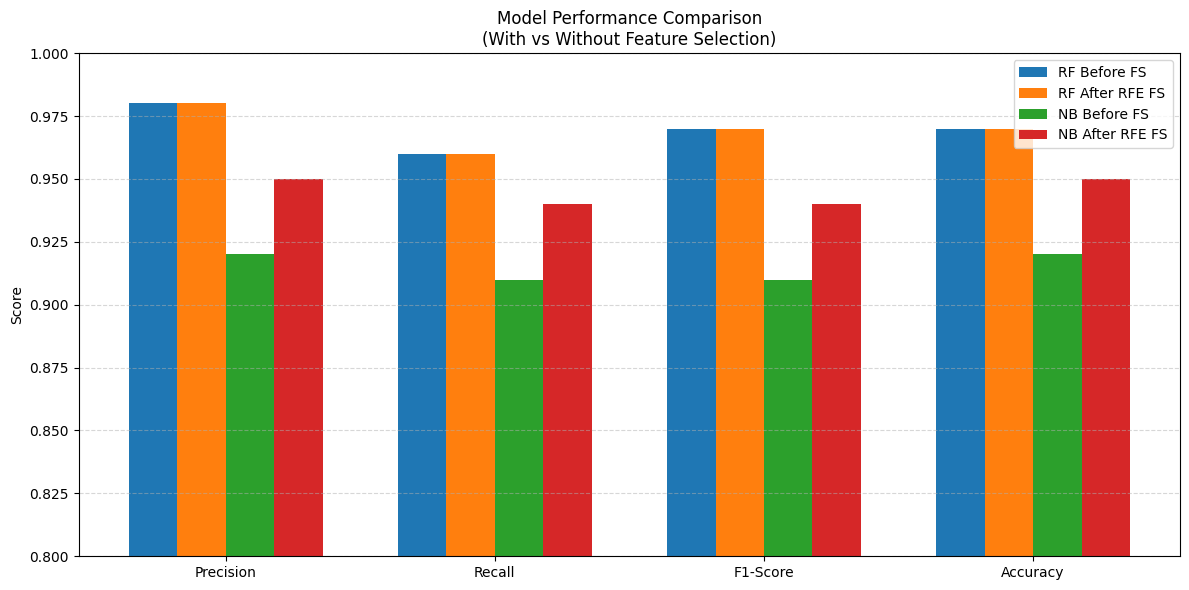 Model Performance Comparison
(With vs Without Feature Selection)
RF Before FS
RF After RFE FS
NB Before FS
NB After RFE FS
Score
1.000
0.975
0.950
0.925
0.900
0.875
0.850
0.825
0.800
Precision
Recall
F1-Score
Accuracy